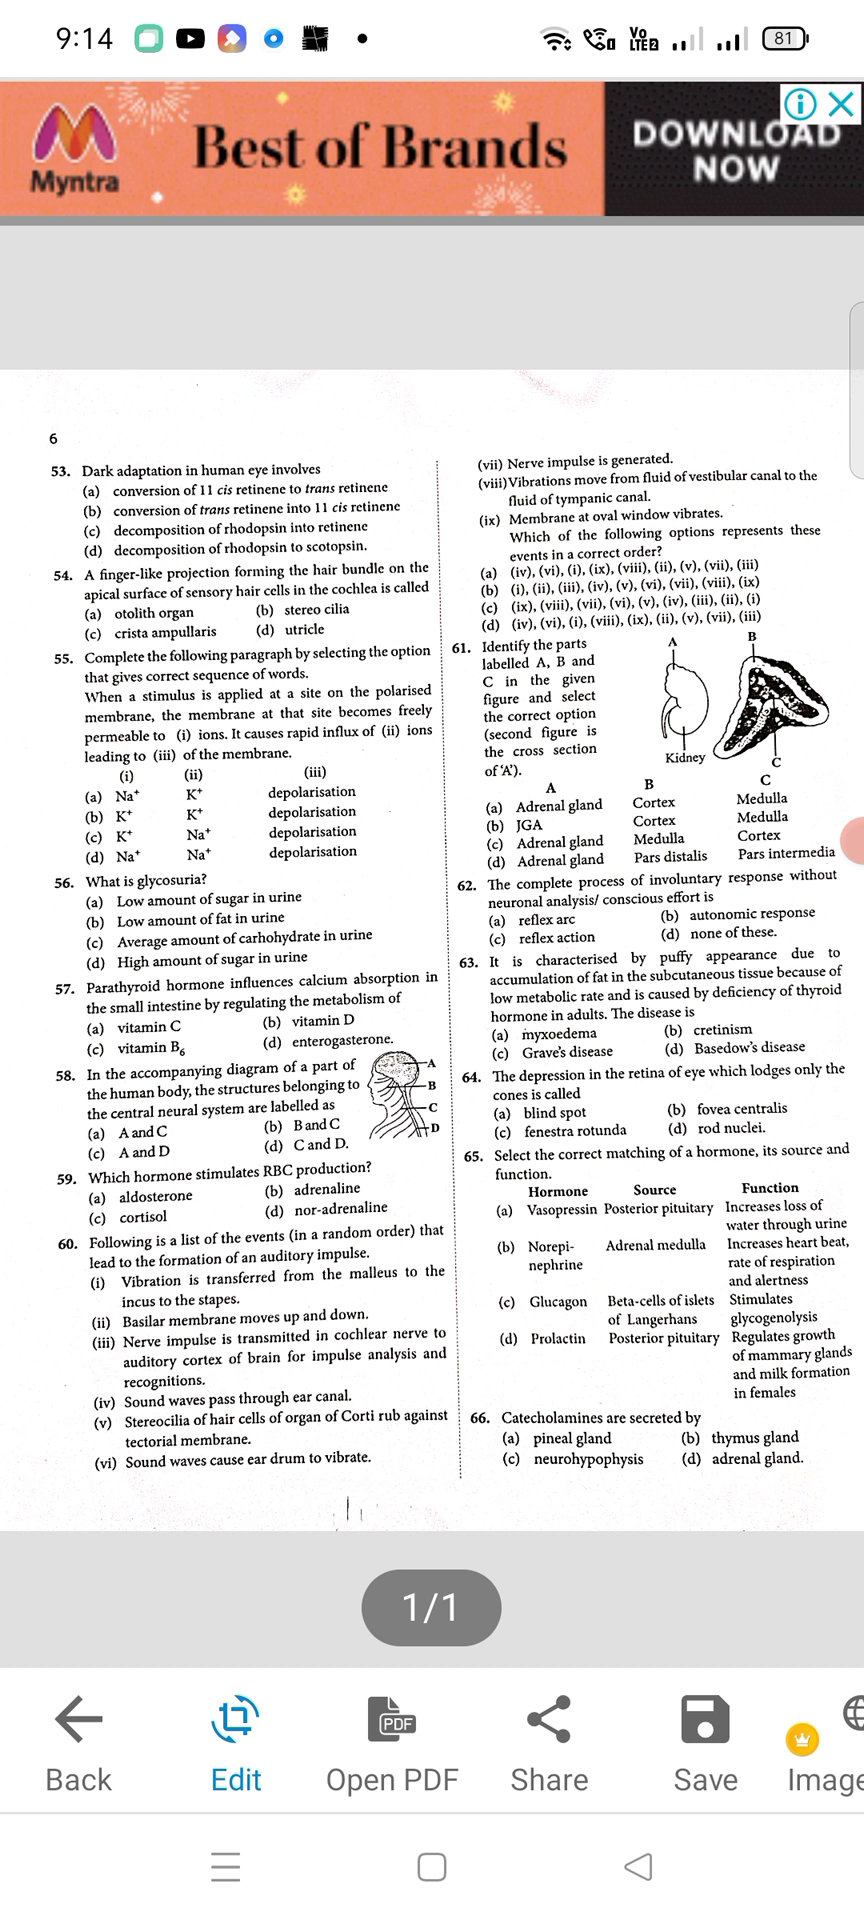 9:14
Vo
LTE2
81
Myntra
Best of Brands
DOWNLOAD
NOW
6
53. Dark adaptation in human eye involves
(a) conversion of 11 cis retinene to trans retinene
(b) conversion of trans retinene into 11 cis retinene
(c) decomposition of rhodopsin into retinene
(d) decomposition of rhodopsin to scotopsin.
54. A finger-like projection forming the hair bundle on the
apical surface of sensory hair cells in the cochlea is called
(a) otolith organ (b) stereo cilia
(c) crista ampullaris (d) utricle
55. Complete the following paragraph by selecting the option
that gives correct sequence of words.
When a stimulus is applied at a site on the polarised
membrane, the membrane at that site becomes freely
permeable to (i) ions. It causes rapid influx of (ii) ions
leading to (iii) of the membrane.
(i) (ii) (iii)
(a) Na⁺ K⁺ depolarisation
(b) K⁺ K⁺ depolarisation
(c) K⁺ Na⁺ depolarisation
(d) Na⁺ Na⁺ depolarisation
56. What is glycosuria?
(a) Low amount of sugar in urine
(b) Low amount of fat in urine
(c) Average amount of carhohydrate in urine
(d) High amount of sugar in urine
57. Parathyroid hormone influences calcium absorption in
the small intestine by regulating the metabolism of
(a) vitamin C (b) vitamin D
(c) vitamin B₆ (d) enterogasterone.
58. In the accompanying diagram of a part of
the human body, the structures belonging to
the central neural system are labelled as
(a) A and C (b) B and C
(c) A and D (d) C and D.
A
B
C
D
59. Which hormone stimulates RBC production?
(a) aldosterone (b) adrenaline
(c) cortisol (d) nor-adrenaline
60. Following is a list of the events (in a random order) that
lead to the formation of an auditory impulse.
(i) Vibration is transferred from the malleus to the
incus to the stapes.
(ii) Basilar membrane moves up and down.
(iii) Nerve impulse is transmitted in cochlear nerve to
auditory cortex of brain for impulse analysis and
recognitions.
(iv) Sound waves pass through ear canal.
(v) Stereocilia of hair cells of organ of Corti rub against
tectorial membrane.
(vi) Sound waves cause ear drum to vibrate.
(vii) Nerve impulse is generated.
(viii) Vibrations move from fluid of vestibular canal to the
fluid of tympanic canal.
(ix) Membrane at oval window vibrates.
Which of the following options represents these
events in a correct order?
(a) (iv), (vi), (i), (ix), (viii), (ii), (v), (vii), (iii)
(b) (i), (ii), (iii), (iv), (v), (vi), (vii), (viii), (ix)
(c) (ix), (viii), (vii), (vi), (v), (iv), (iii), (ii), (i)
(d) (iv), (vi), (i), (viii), (ix), (ii), (v), (vii), (iii)
61. Identify the parts
labelled A, B and
C in the given
figure and select
the correct option
(second figure is
the cross section
of 'A').
A
B
Kidney
C
A B C
(a) Adrenal gland Cortex Medulla
(b) JGA Cortex Medulla
(c) Adrenal gland Medulla Cortex
(d) Adrenal gland Pars distalis Pars intermedia
62. The complete process of involuntary response without
neuronal analysis/ conscious effort is
(a) reflex arc (b) autonomic response
(c) reflex action (d) none of these.
63. It is characterised by puffy appearance due to
accumulation of fat in the subcutaneous tissue because of
low metabolic rate and is caused by deficiency of thyroid
hormone in adults. The disease is
(a) myxoedema (b) cretinism
(c) Grave's disease (d) Basedow's disease
64. The depression in the retina of eye which lodges only the
cones is called
(a) blind spot (b) fovea centralis
(c) fenestra rotunda (d) rod nuclei.
65. Select the correct matching of a hormone, its source and
function.
Hormone Source Function
(a) Vasopressin Posterior pituitary Increases loss of
water through urine
(b) Norepi- Adrenal medulla Increases heart beat,
nephrine rate of respiration
and alertness
(c) Glucagon Beta-cells of islets Stimulates
of Langerhans glycogenolysis
(d) Prolactin Posterior pituitary Regulates growth
of mammary glands
and milk formation
in females
66. Catecholamines are secreted by
(a) pineal gland (b) thymus gland
(c) neurohypophysis (d) adrenal gland.
1/1
PDF
Back Edit Open PDF Share Save Image